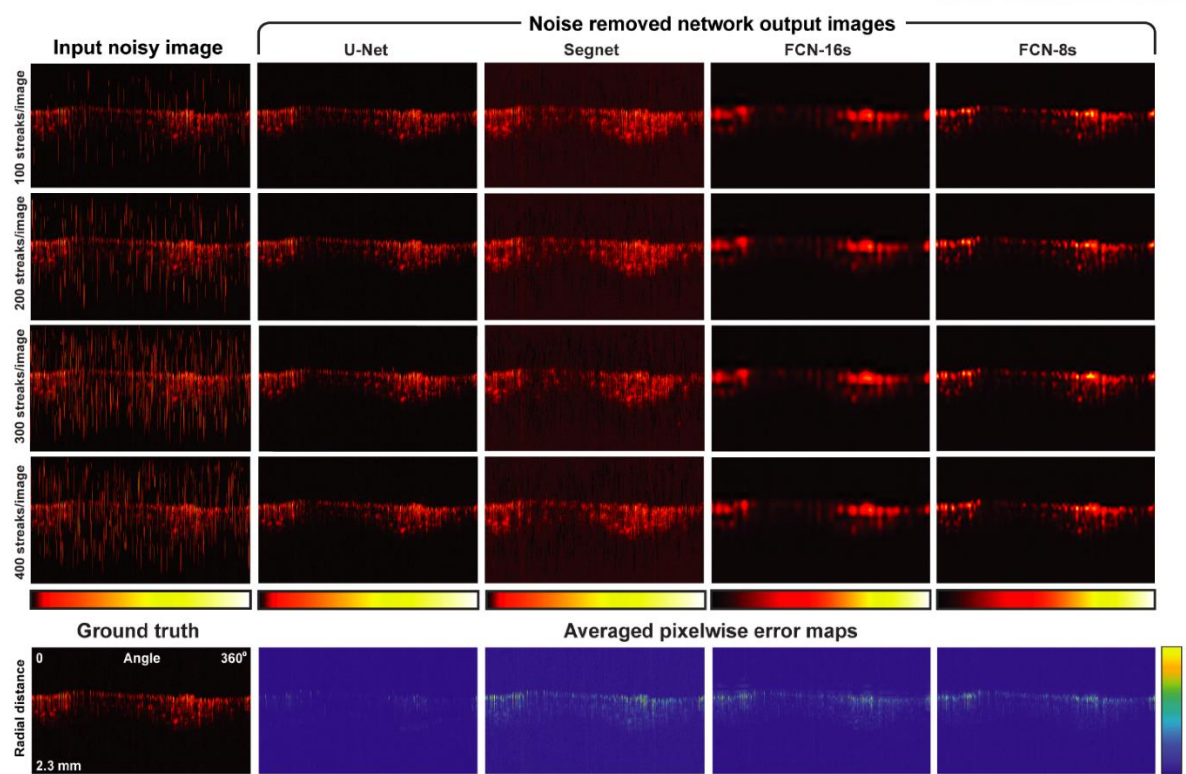 Noise removed network output images
Input noisy image
U-Net
Segnet
FCN-16s
FCN-8s
100 streaks/image
200 streaks/image
300 streaks/image
400 streaks/image
Ground truth
Averaged pixelwise error maps
0 Angle 360°
Radial distance
2.3 mm